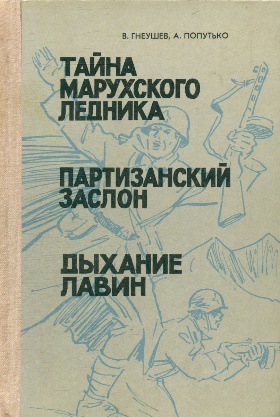 В. ГНЕУШЕВ, А. ПОПУТЬКО
ТАЙНА
МАРУХСКОГО
ЛЕДНИКА
ПАРТИЗАНСКИЙ
ЗАСЛОН
ДЫХАНИЕ
ЛАВИН